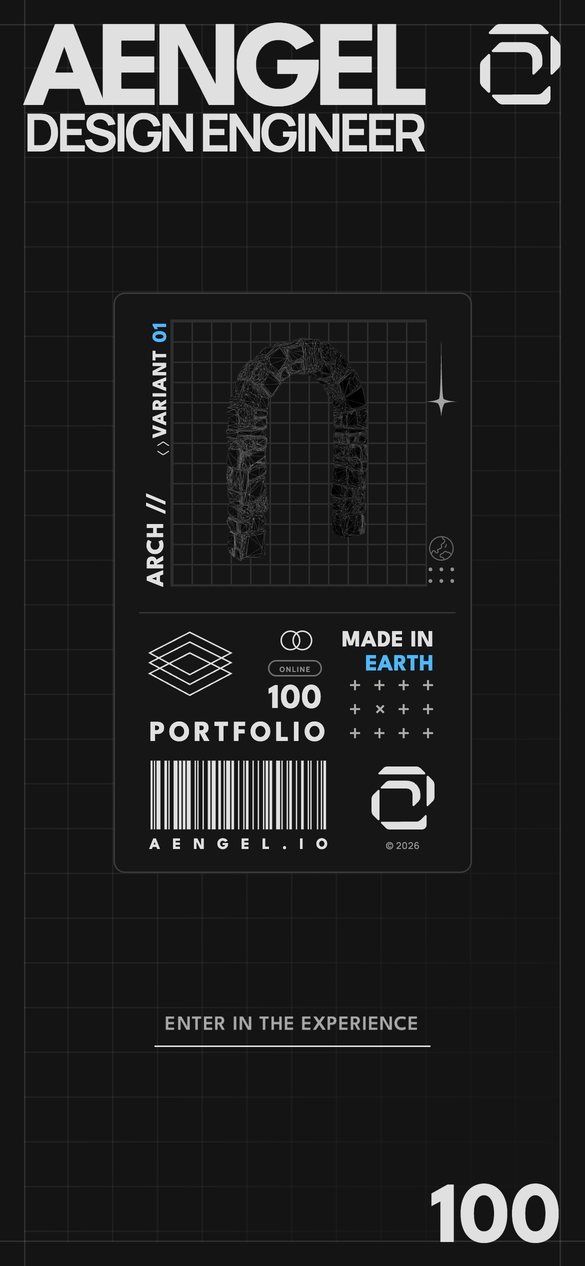 AENGEL
DESIGN ENGINEER
ARCH // <> VARIANT 01
MADE IN
EARTH
ONLINE
100
PORTFOLIO
AENGEL.IO
© 2026
ENTER IN THE EXPERIENCE
100